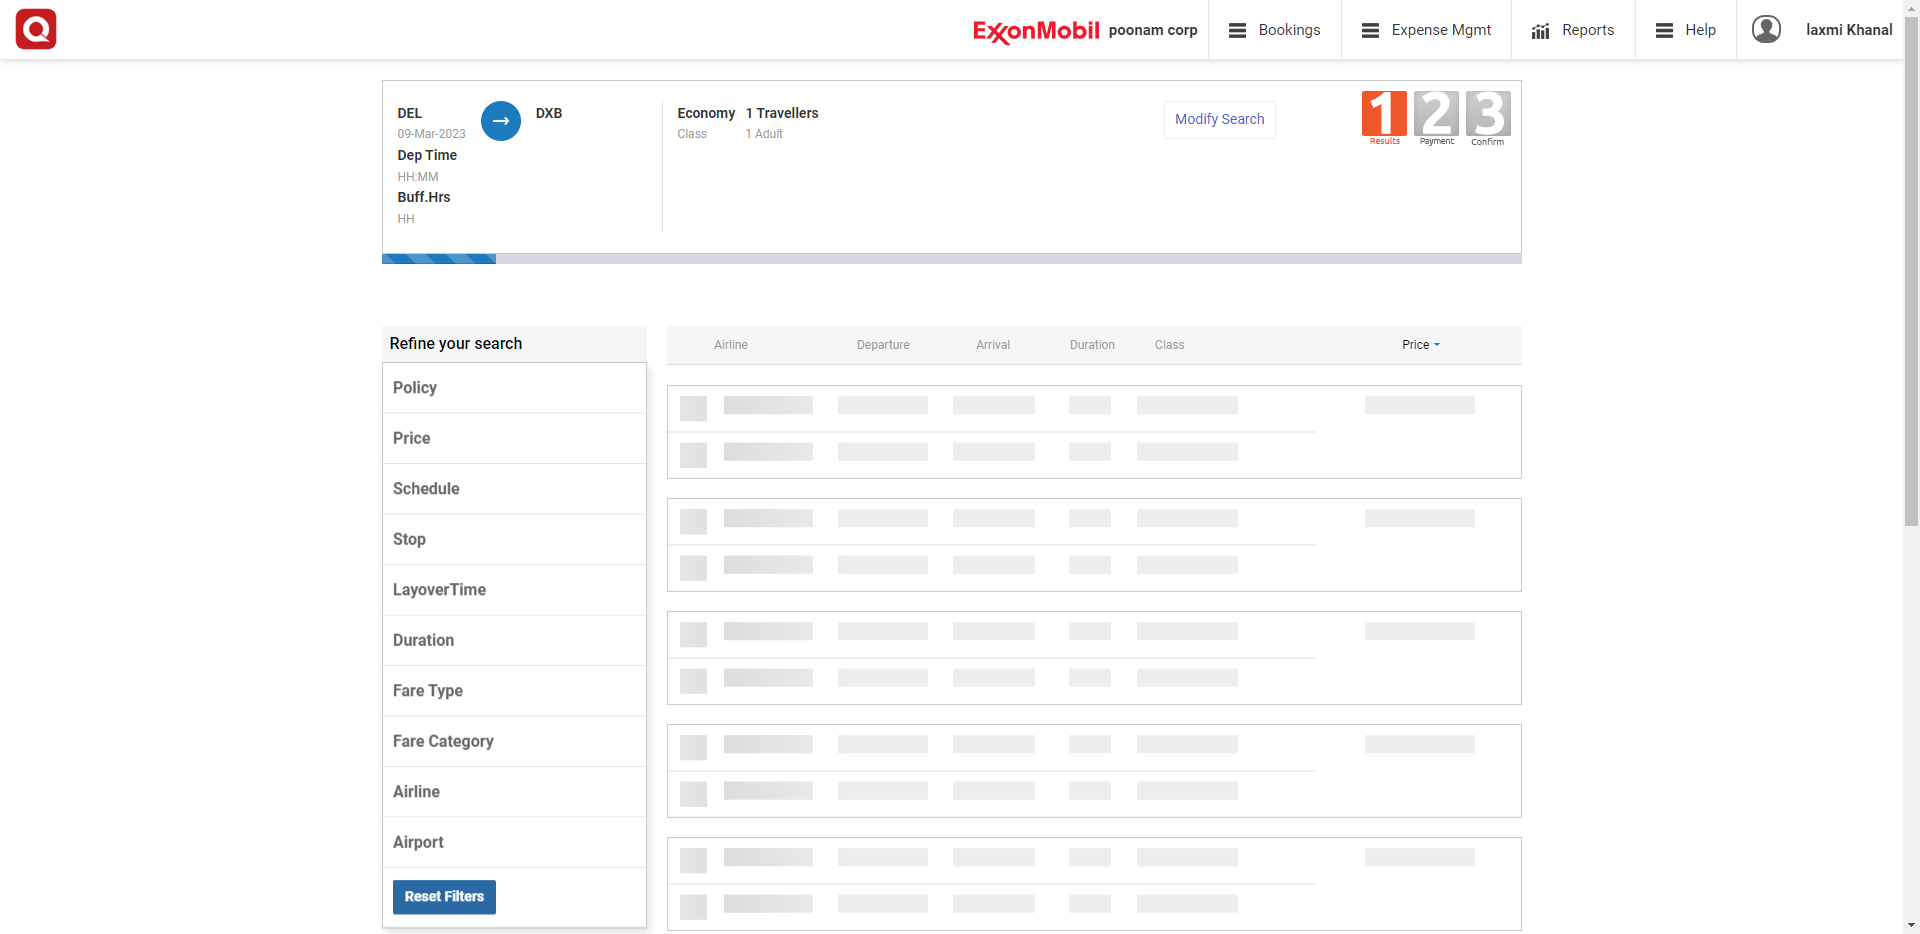 Q
ExxonMobil poonam corp Bookings Expense Mgmt Reports Help laxmi Khanal
DEL DXB Economy 1 Travellers Modify Search 1 2 3
09-Mar-2023 Class 1 Adult Results Payment Confirm
Dep Time
HH:MM
Buff.Hrs
HH
Refine your search Airline Departure Arrival Duration Class Price
Policy
Price
Schedule
Stop
LayoverTime
Duration
Fare Type
Fare Category
Airline
Airport
Reset Filters